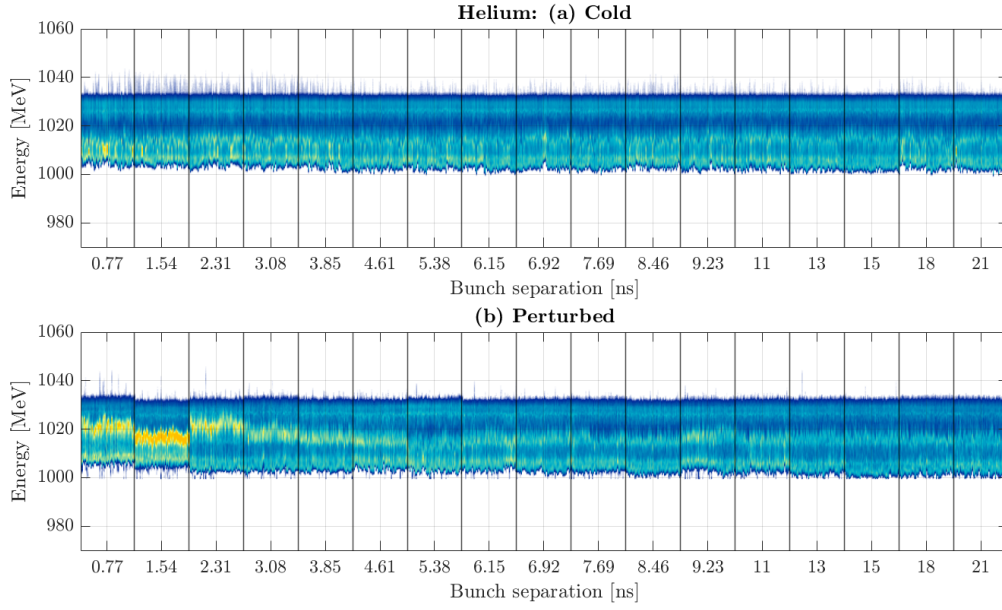 Helium: (a) Cold
1060
1040
1020
1000
980
Energy [MeV]
0.77 1.54 2.31 3.08 3.85 4.61 5.38 6.15 6.92 7.69 8.46 9.23 11 13 15 18 21
Bunch separation [ns]
(b) Perturbed
1060
1040
1020
1000
980
Energy [MeV]
0.77 1.54 2.31 3.08 3.85 4.61 5.38 6.15 6.92 7.69 8.46 9.23 11 13 15 18 21
Bunch separation [ns]